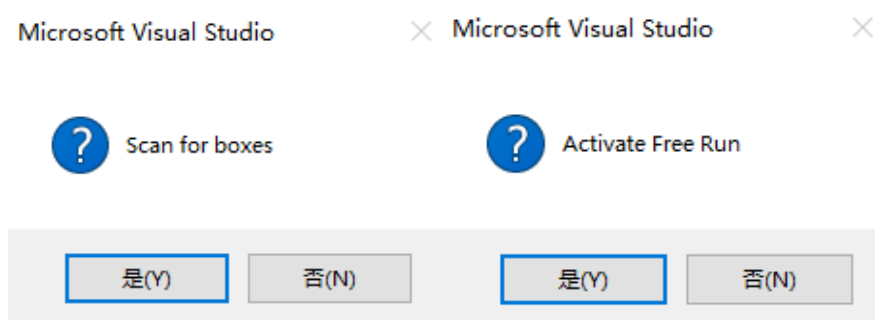 Microsoft Visual Studio
Scan for boxes
是(Y)
否(N)
Microsoft Visual Studio
Activate Free Run
是(Y)
否(N)